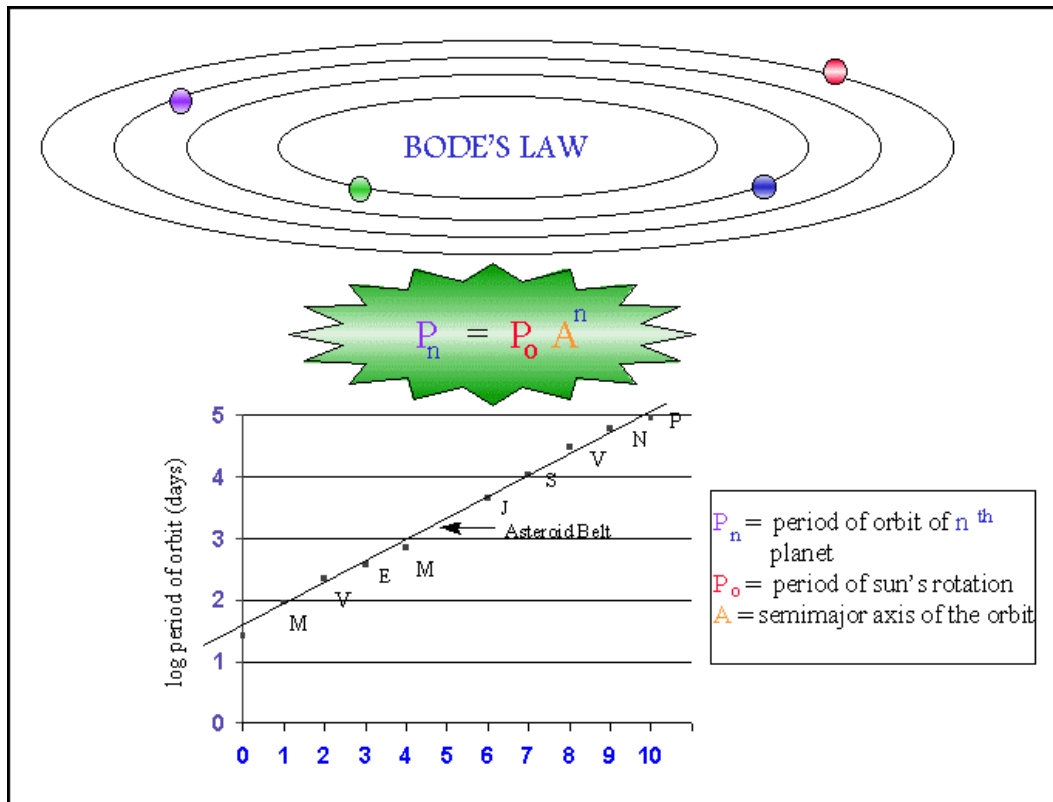 BODE'S LAW
Pn = Po A^n
5
4
3
2
1
0
log period of orbit (days)
M
V
E
M
Asteroid Belt
J
S
V
N
P
0 1 2 3 4 5 6 7 8 9 10
Pn = period of orbit of n th
planet
Po = period of sun's rotation
A = semimajor axis of the orbit